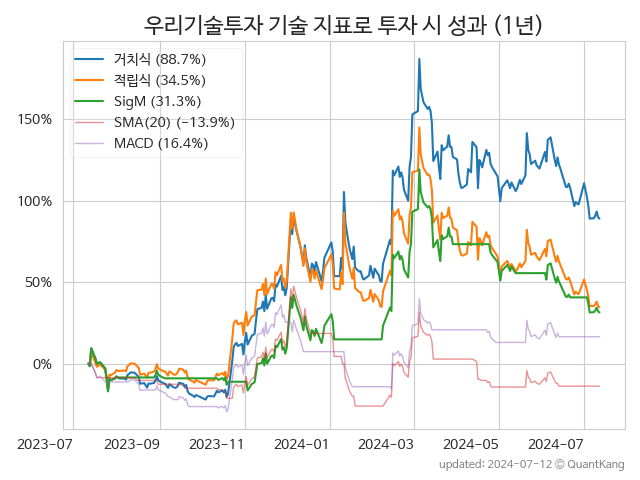 우리기술투자 기술 지표로 투자 시 성과 (1년)
거치식 (88.7%)
적립식 (34.5%)
SigM (31.3%)
SMA(20) (−13.9%)
MACD (16.4%)
150%
100%
50%
0%
2023-07 2023-09 2023-11 2024-01 2024-03 2024-05 2024-07
updated: 2024-07-12 © QuantKang